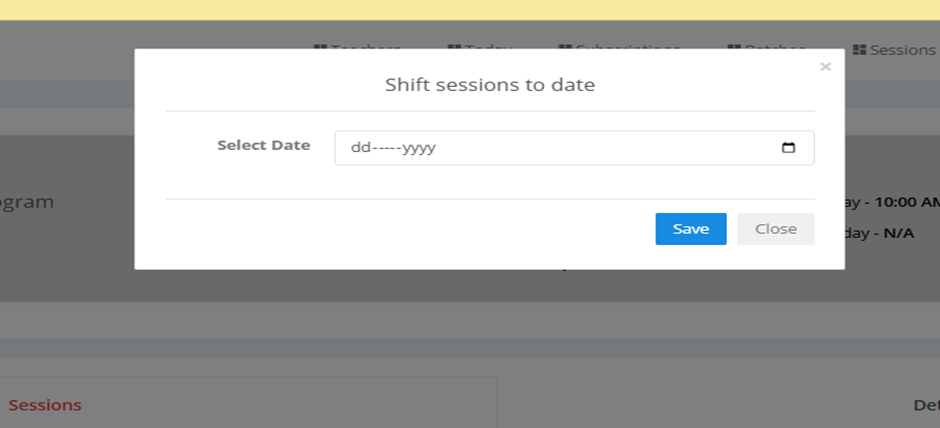 Sessions
Shift sessions to date
×
Select Date
dd-----yyyy
ogram
ay - 10:00 AM
day - N/A
Save
Close
Sessions
Det